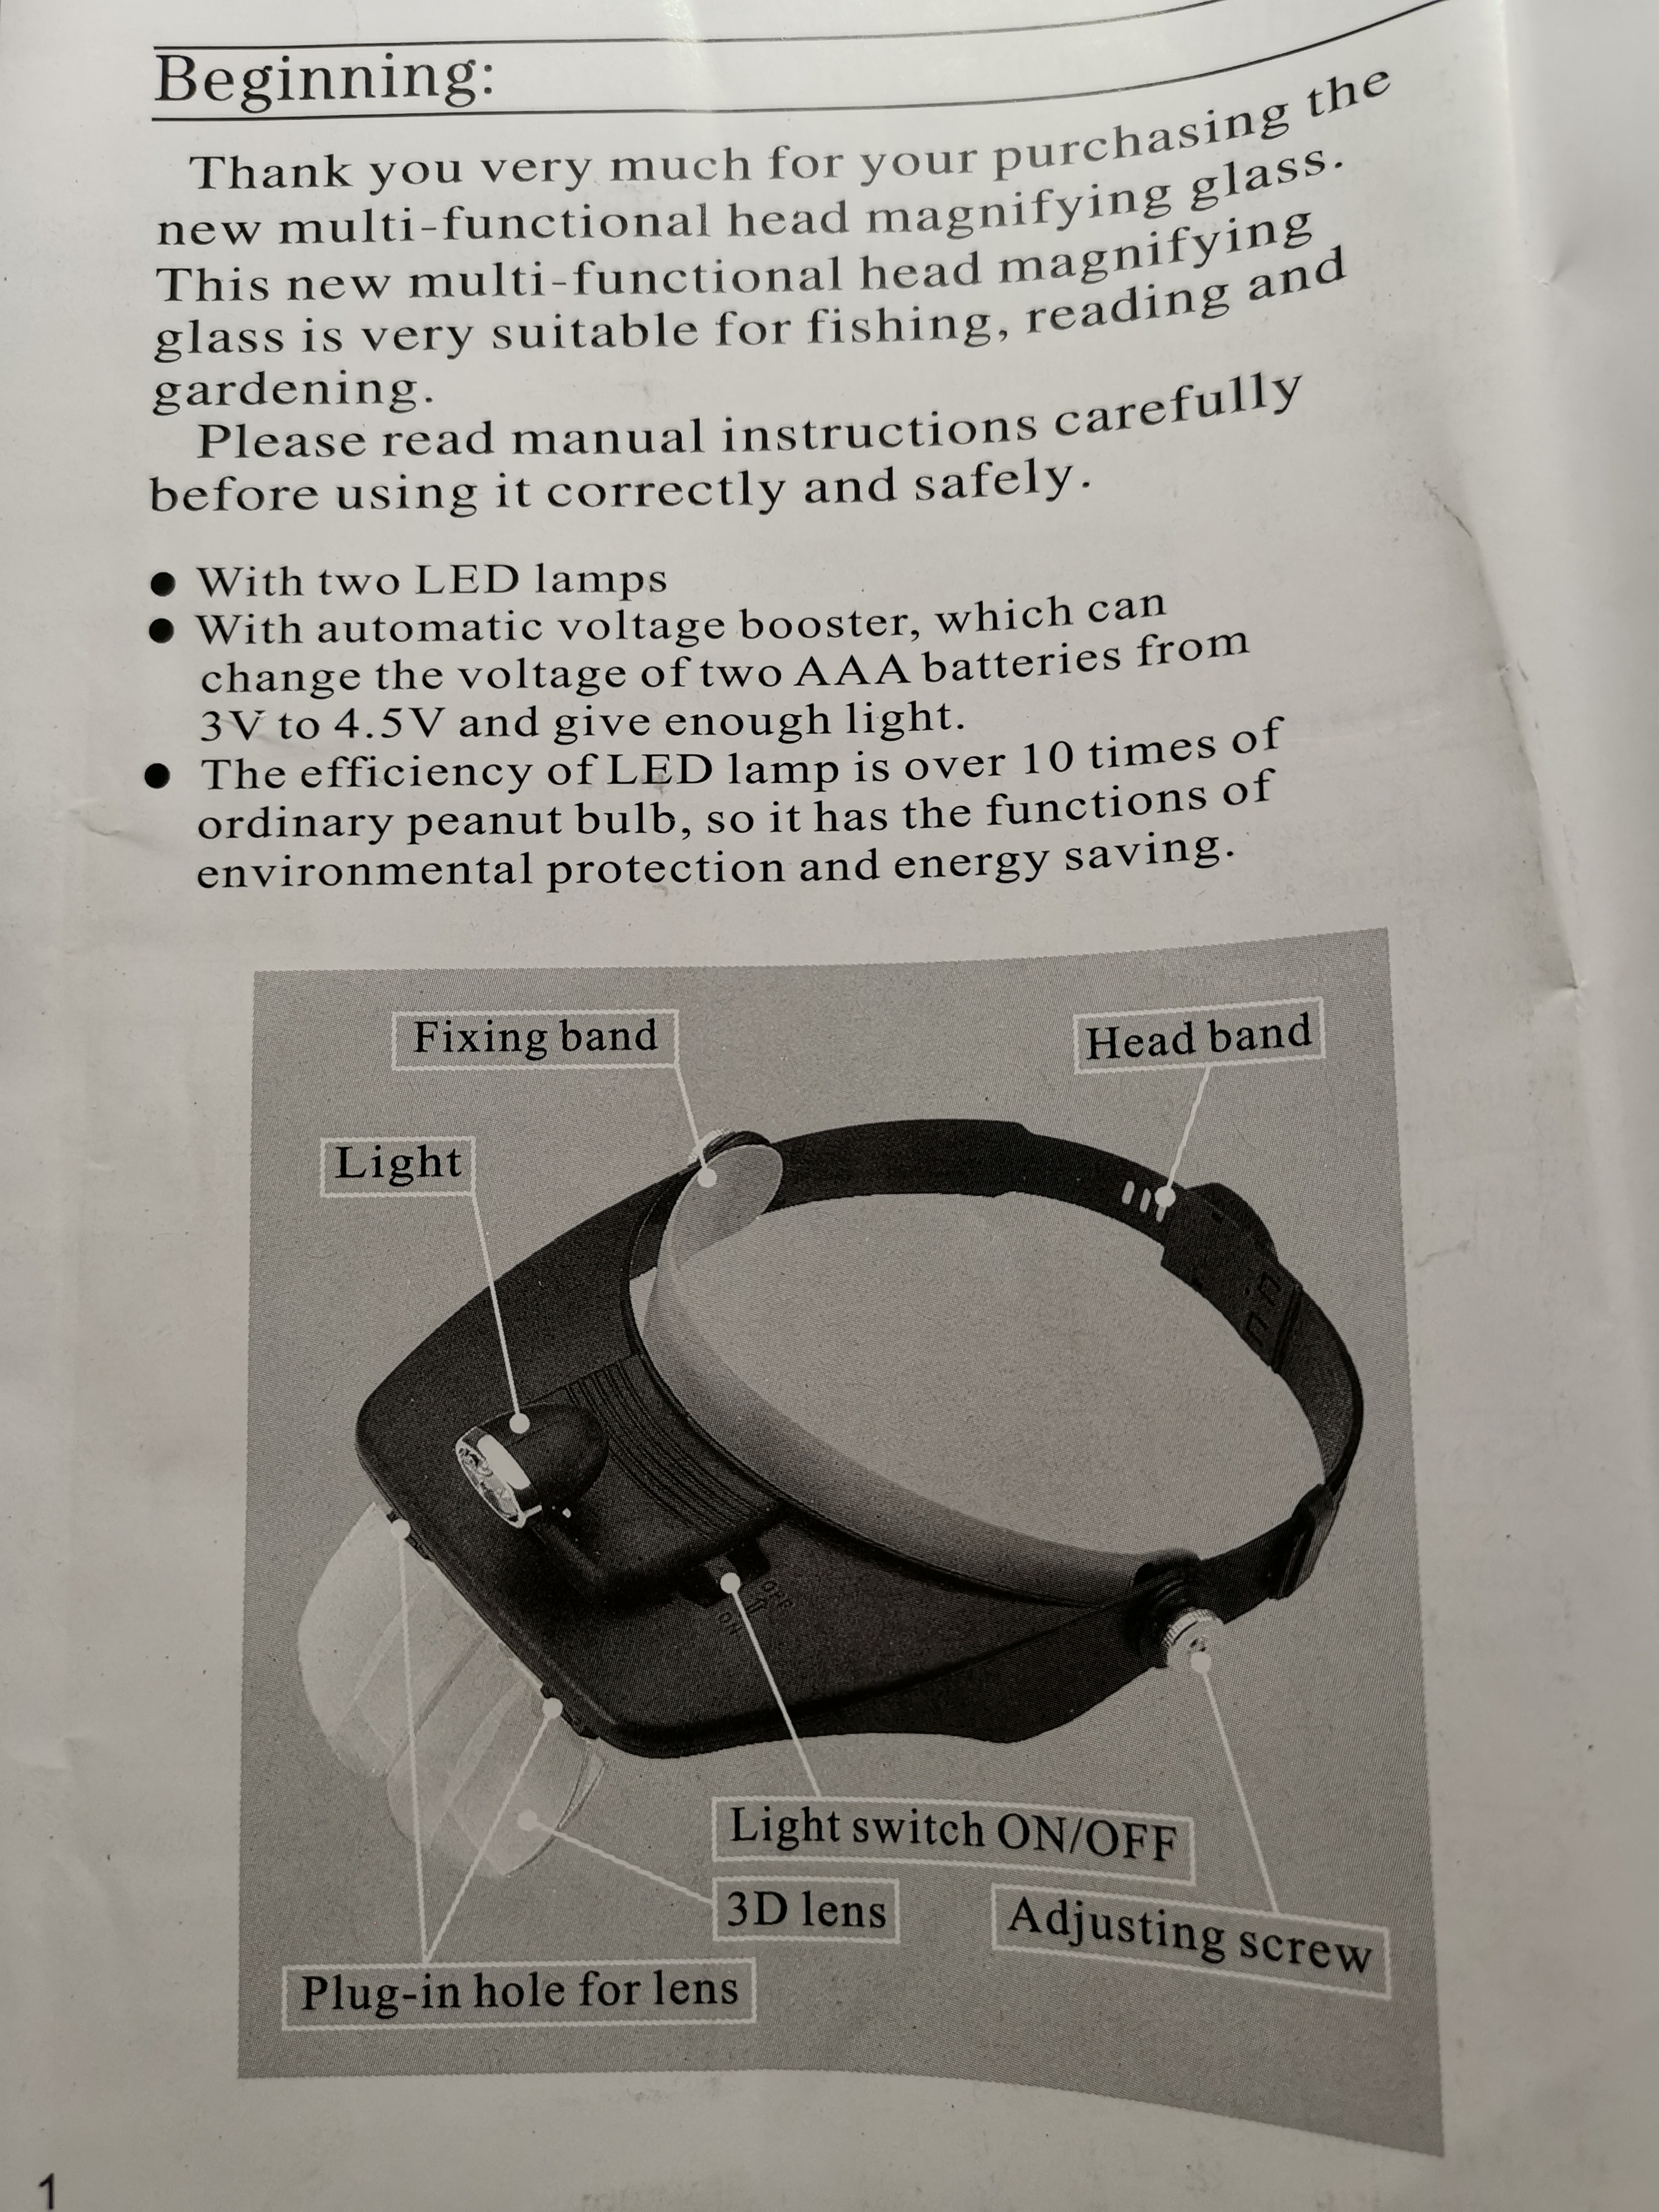 Beginning:
Thank you very much for your purchasing the
new multi-functional head magnifying glass.
This new multi-functional head magnifying
glass is very suitable for fishing, reading and
gardening.
Please read manual instructions carefully
before using it correctly and safely.
● With two LED lamps
● With automatic voltage booster, which can
change the voltage of two AAA batteries from
3V to 4.5V and give enough light.
● The efficiency of LED lamp is over 10 times of
ordinary peanut bulb, so it has the functions of
environmental protection and energy saving.
Fixing band
Head band
Light
OFF
ON
Light switch ON/OFF
3D lens
Adjusting screw
Plug-in hole for lens
1